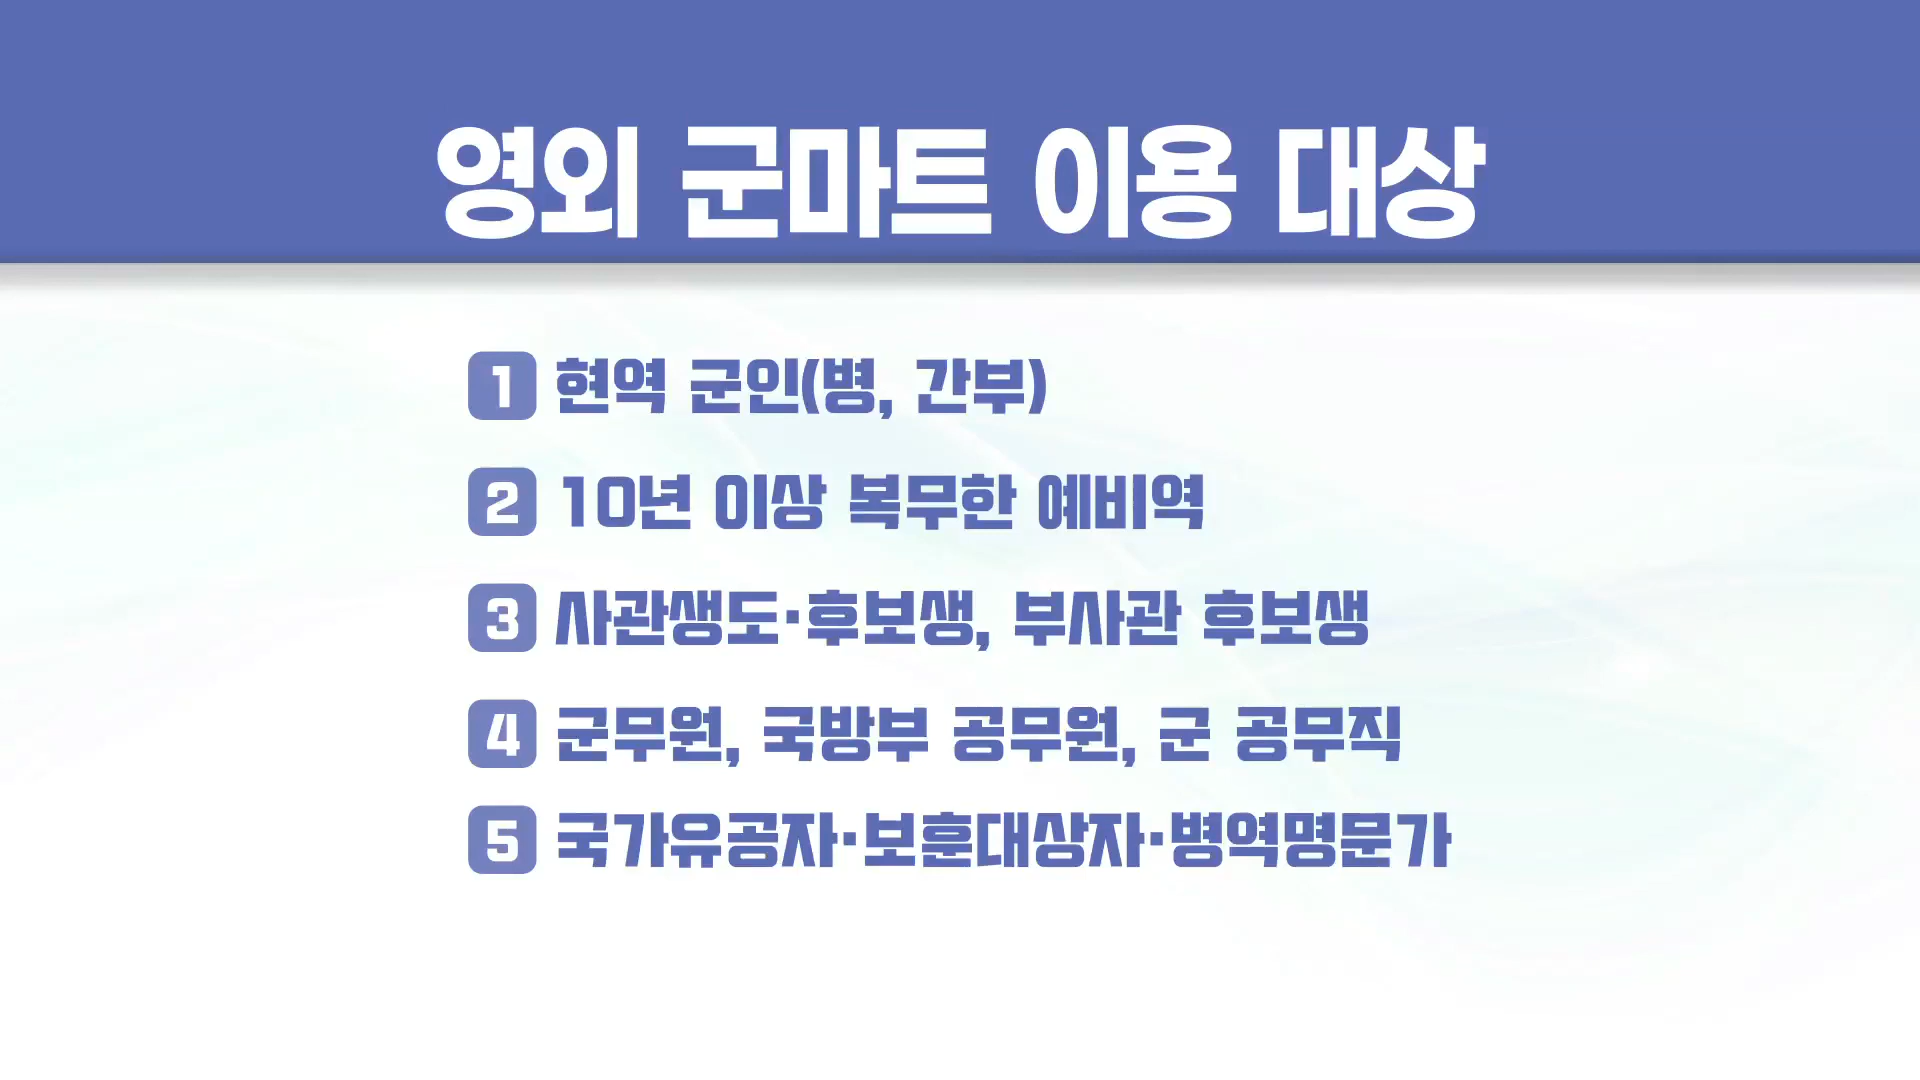 영외 군마트 이용 대상
1 현역 군인(병, 간부)
2 10년 이상 복무한 예비역
3 사관생도·후보생, 부사관 후보생
4 군무원, 국방부 공무원, 군 공무직
5 국가유공자·보훈대상자·병역명문가